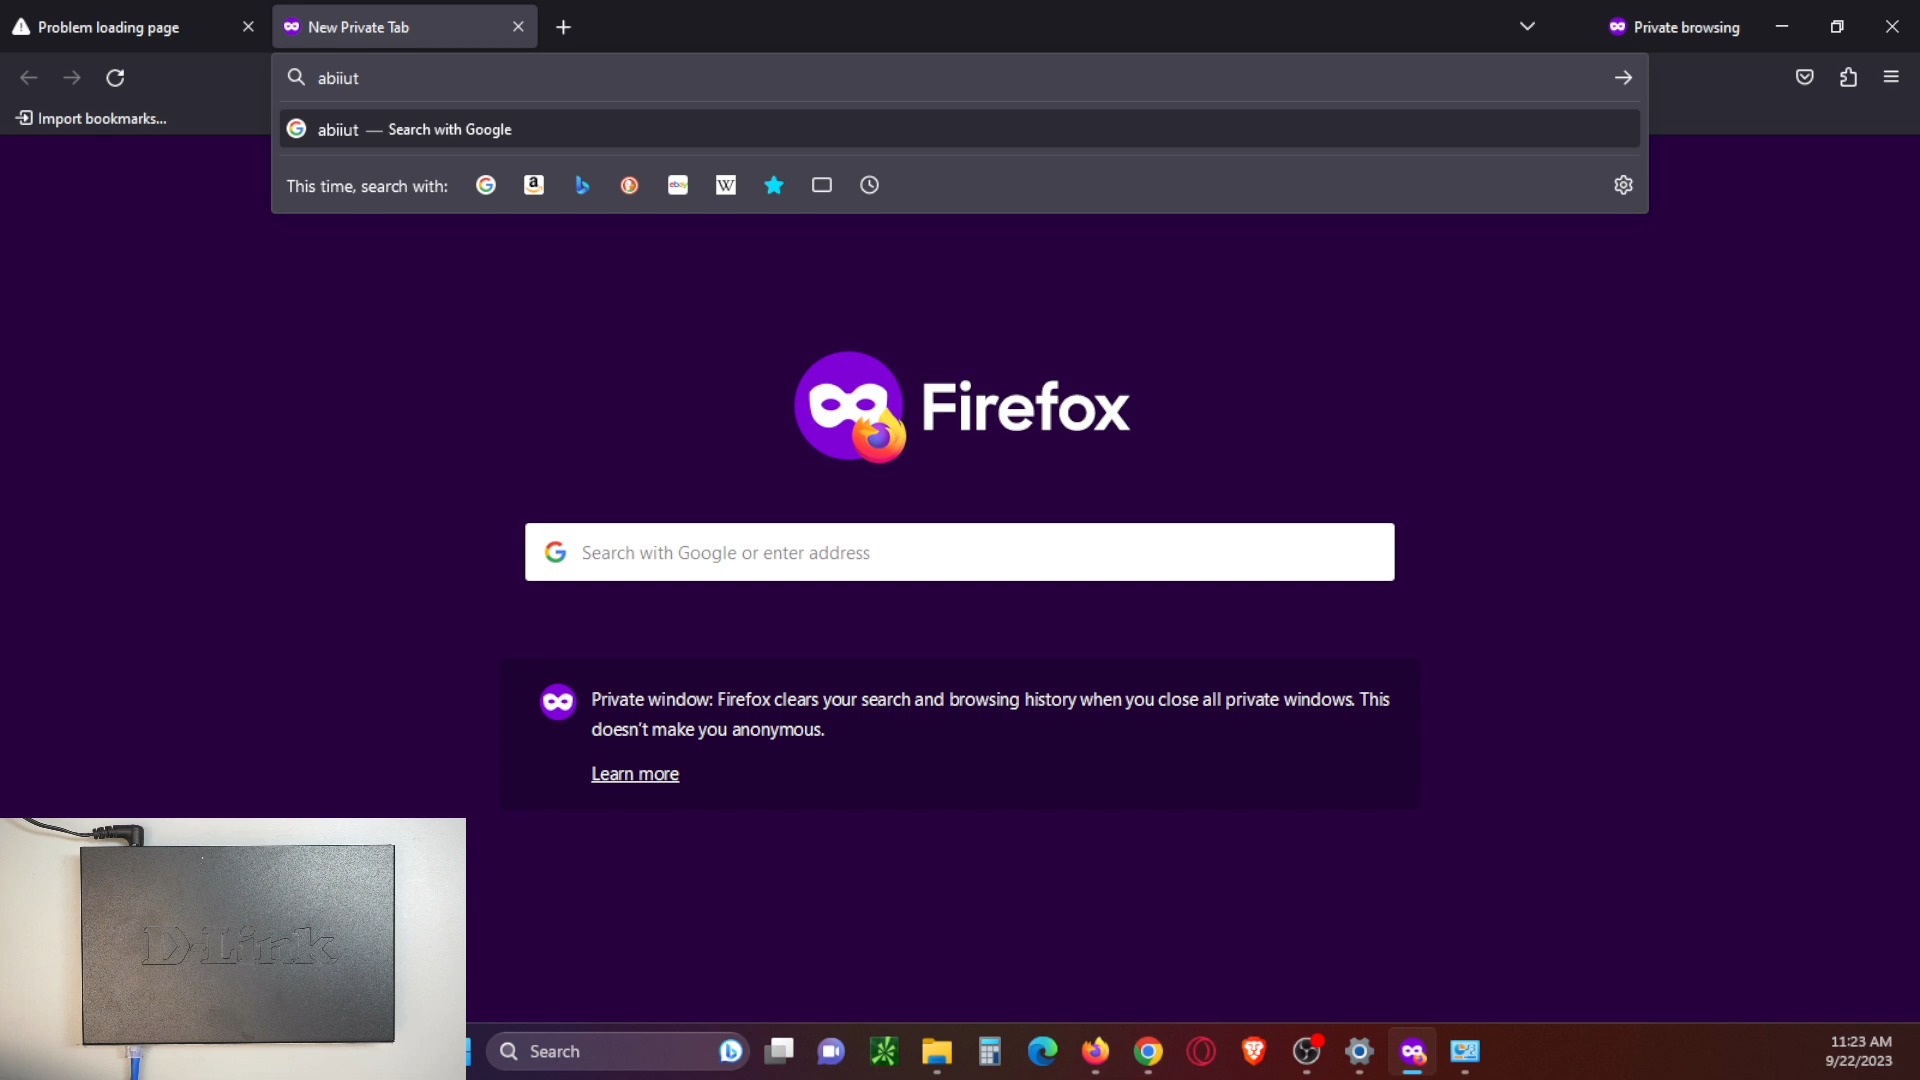 Problem loading page
New Private Tab
Private browsing
abiiut
Import bookmarks...
abiiut — Search with Google
This time, search with:
a
ebay
W
Firefox
Search with Google or enter address
Private window: Firefox clears your search and browsing history when you close all private windows. This
doesn't make you anonymous.
Learn more
D-Link
Search
11:23 AM
9/22/2023